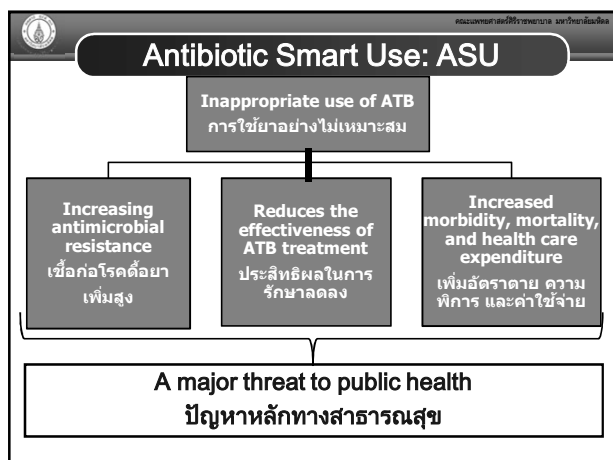 คณะแพทยศาสตร์ศิริราชพยาบาล มหาวิทยาลัยมหิดล
Antibiotic Smart Use: ASU
Inappropriate use of ATB
การใช้ยาอย่างไม่เหมาะสม
Increasing
antimicrobial
resistance
เชื้อก่อโรคดื้อยา
เพิ่มสูง
Reduces the
effectiveness of
ATB treatment
ประสิทธิผลในการ
รักษาลดลง
Increased
morbidity, mortality,
and health care
expenditure
เพิ่มอัตราตาย ความ
พิการ และค่าใช้จ่าย
A major threat to public health
ปัญหาหลักทางสาธารณสุข